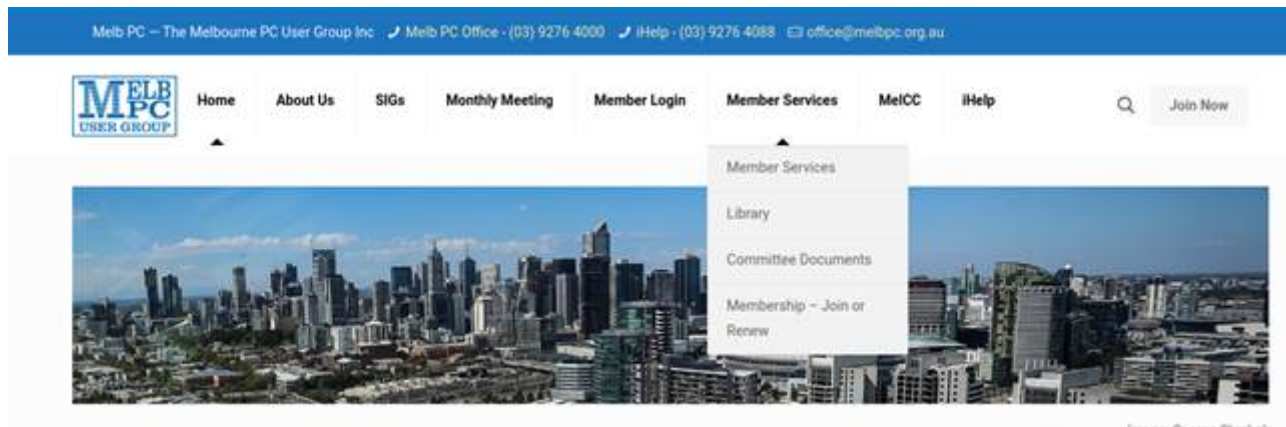 Melb PC – The Melbourne PC User Group Inc Melb PC Office - (03) 9276 4000 iHelp - (03) 9276 4088 office@melbpc.org.au
MELB
PC
USER GROUP
Home About Us SIGs Monthly Meeting Member Login Member Services MelCC iHelp Join Now
Member Services
Library
Committee Documents
Membership – Join or
Renew